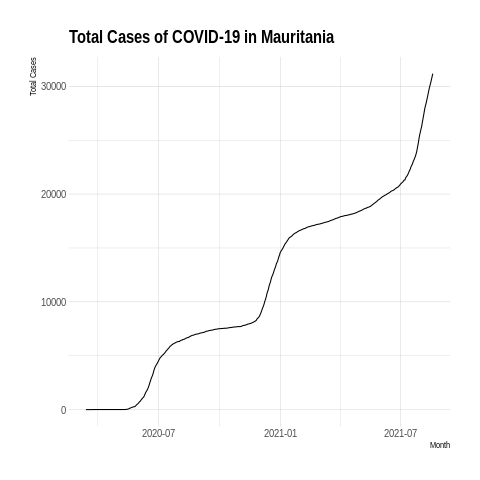 Total Cases of COVID-19 in Mauritania
Total Cases
30000
20000
10000
0
2020-07 2021-01 2021-07
Month